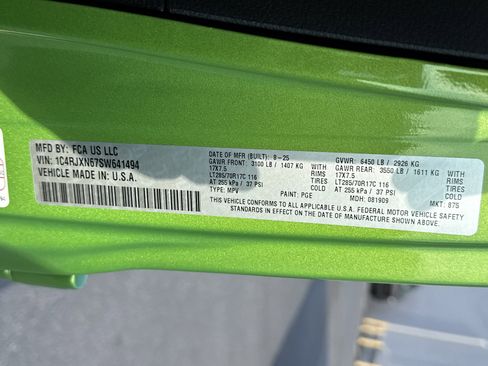 MFD BY: FCA US LLC
VIN: 1C4RJXN67SW641494
VEHICLE MADE IN: U.S.A.
DATE OF MFR (BUILT): 8-25 GVWR: 6450 LB / 2926 KG
GAWR FRONT: 3100 LB / 1407 KG WITH GAWR REAR: 3550 LB / 1611 KG WITH
17X7.5 RIMS 17X7.5 RIMS
LT285/70R17C 116 TIRES LT285/70R17C 116 TIRES
AT 255 kPa / 37 PSI COLD AT 255 kPa / 37 PSI COLD
TYPE: MPV PAINT: PGE MDH: 081909 MKT: 875
THIS VEHICLE CONFORMS TO ALL APPLICABLE U.S.A. FEDERAL MOTOR VEHICLE SAFETY
STANDARDS IN EFFECT ON THE DATE OF MANUFACTURE SHOWN ABOVE.